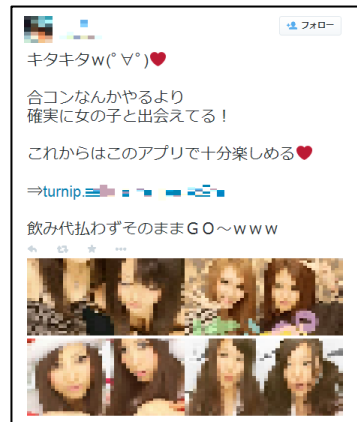 フォロー
キタキタｗ(ﾟ∀ﾟ)❤
合コンなんかやるより
確実に女の子と出会えてる！
これからはこのアプリで十分楽しめる❤
⇒turnip.
飲み代払わずそのままＧＯ～ｗｗｗ